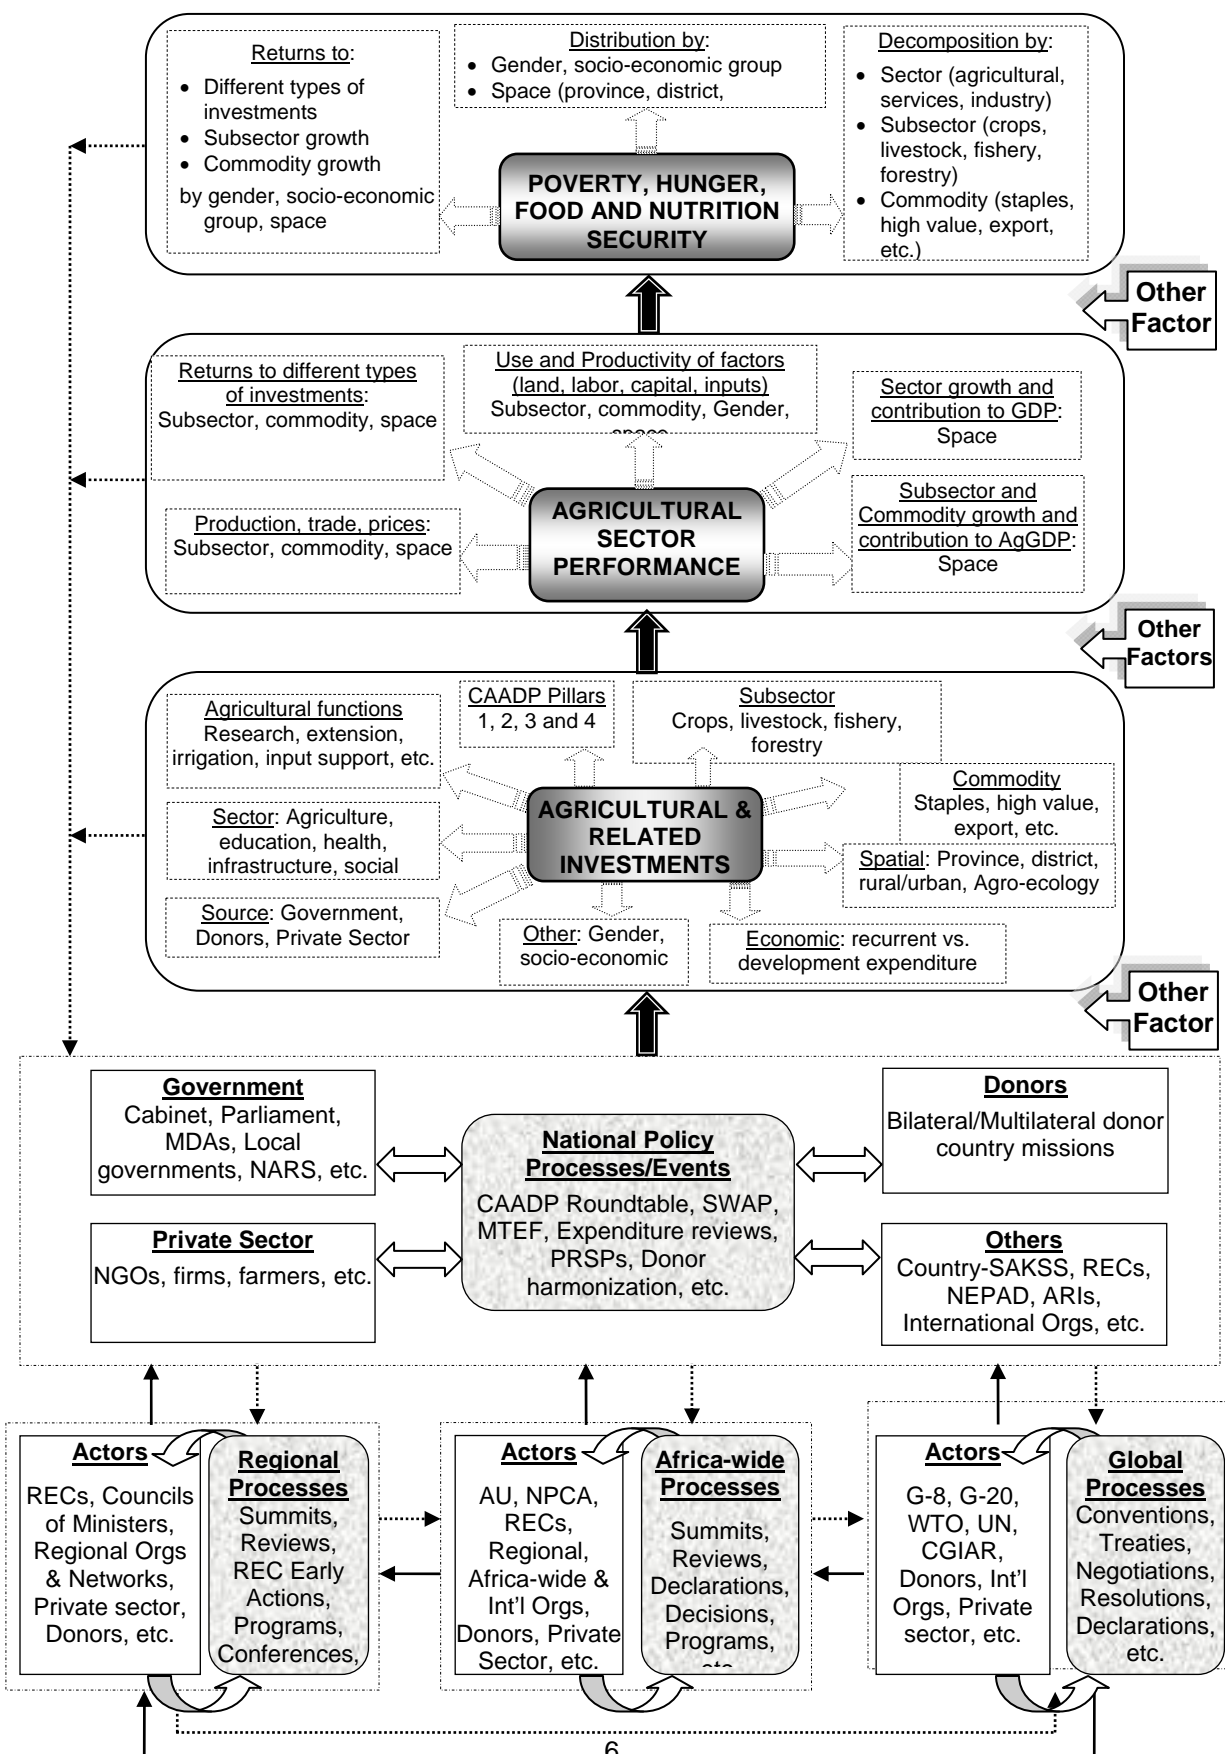 Returns to:
Different types of
investments
Subsector growth
Commodity growth
by gender, socio-economic
group, space
Distribution by:
Gender, socio-economic group
Space (province, district,
Decomposition by:
Sector (agricultural,
services, industry)
Subsector (crops,
livestock, fishery,
forestry)
Commodity (staples,
high value, export,
etc.)
POVERTY, HUNGER,
FOOD AND NUTRITION
SECURITY
Other
Factor
Returns to different types
of investments:
Subsector, commodity, space
Use and Productivity of factors
(land, labor, capital, inputs)
Subsector, commodity, Gender,
Sector growth and
contribution to GDP:
Space
Production, trade, prices:
Subsector, commodity, space
AGRICULTURAL
SECTOR
PERFORMANCE
Subsector and
Commodity growth and
contribution to AgGDP:
Space
Other
Factors
Agricultural functions
Research, extension,
irrigation, input support, etc.
CAADP Pillars
1, 2, 3 and 4
Subsector
Crops, livestock, fishery,
forestry
Commodity
Staples, high value,
export, etc.
Sector: Agriculture,
education, health,
infrastructure, social
AGRICULTURAL &
RELATED
INVESTMENTS
Spatial: Province, district,
rural/urban, Agro-ecology
Source: Government,
Donors, Private Sector
Other: Gender,
socio-economic
Economic: recurrent vs.
development expenditure
Other
Factor
Government
Cabinet, Parliament,
MDAs, Local
governments, NARS, etc.
National Policy
Processes/Events
CAADP Roundtable, SWAP,
MTEF, Expenditure reviews,
PRSPs, Donor
harmonization, etc.
Donors
Bilateral/Multilateral donor
country missions
Private Sector
NGOs, firms, farmers, etc.
Others
Country-SAKSS, RECs,
NEPAD, ARIs,
International Orgs, etc.
Actors
RECs, Councils
of Ministers,
Regional Orgs
& Networks,
Private sector,
Donors, etc.
Regional
Processes
Summits,
Reviews,
REC Early
Actions,
Programs,
Conferences,
Actors
AU, NPCA,
RECs,
Regional,
Africa-wide &
Int'l Orgs,
Donors, Private
Sector, etc.
Africa-wide
Processes
Summits,
Reviews,
Declarations,
Decisions,
Programs,
Actors
G-8, G-20,
WTO, UN,
CGIAR,
Donors, Int'l
Orgs, Private
sector, etc.
Global
Processes
Conventions,
Treaties,
Negotiations,
Resolutions,
Declarations,
etc.
6